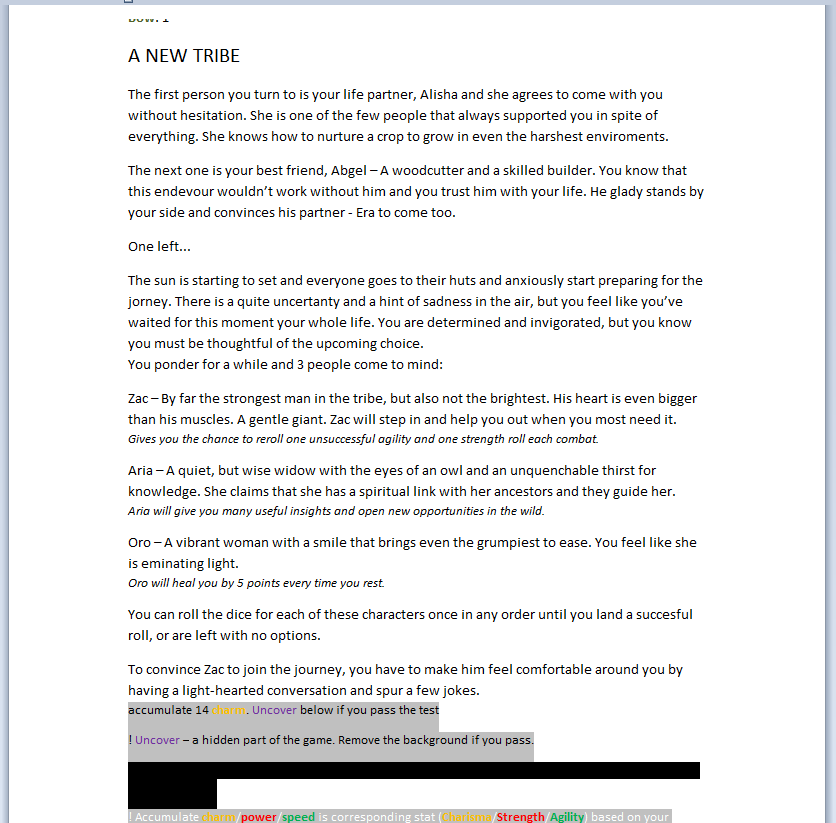 A NEW TRIBE
The first person you turn to is your life partner, Alisha and she agrees to come with you
without hesitation. She is one of the few people that always supported you in spite of
everything. She knows how to nurture a crop to grow in even the harshest enviroments.
The next one is your best friend, Abgel – A woodcutter and a skilled builder. You know that
this endevour wouldn't work without him and you trust him with your life. He glady stands by
your side and convinces his partner - Era to come too.
One left...
The sun is starting to set and everyone goes to their huts and anxiously start preparing for the
jorney. There is a quite uncertanty and a hint of sadness in the air, but you feel like you've
waited for this moment your whole life. You are determined and invigorated, but you know
you must be thoughtful of the upcoming choice.
You ponder for a while and 3 people come to mind:
Zac – By far the strongest man in the tribe, but also not the brightest. His heart is even bigger
than his muscles. A gentle giant. Zac will step in and help you out when you most need it.
Gives you the chance to reroll one unsuccessful agility and one strength roll each combat.
Aria – A quiet, but wise widow with the eyes of an owl and an unquenchable thirst for
knowledge. She claims that she has a spiritual link with her ancestors and they guide her.
Aria will give you many useful insights and open new opportunities in the wild.
Oro – A vibrant woman with a smile that brings even the grumpiest to ease. You feel like she
is eminating light.
Oro will heal you by 5 points every time you rest.
You can roll the dice for each of these characters once in any order until you land a succesful
roll, or are left with no options.
To convince Zac to join the journey, you have to make him feel comfortable around you by
having a light-hearted conversation and spur a few jokes.
accumulate 14 charm. Uncover below if you pass the test
! Uncover – a hidden part of the game. Remove the background if you pass.
! Accumulate charm/power/speed is corresponding stat (Charisma/Strength/Agility) based on your